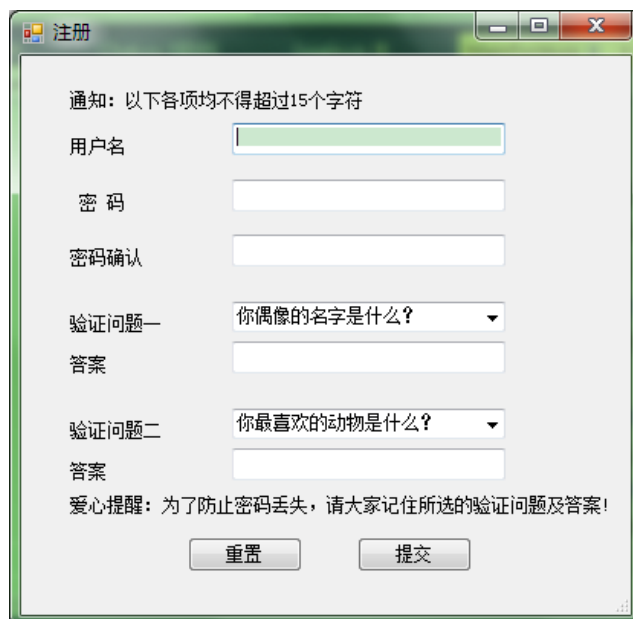 注册
通知：以下各项均不得超过15个字符
用户名
密 码
密码确认
验证问题一 你偶像的名字是什么？
答案
验证问题二 你最喜欢的动物是什么？
答案
爱心提醒：为了防止密码丢失，请大家记住所选的验证问题及答案！
重置 提交